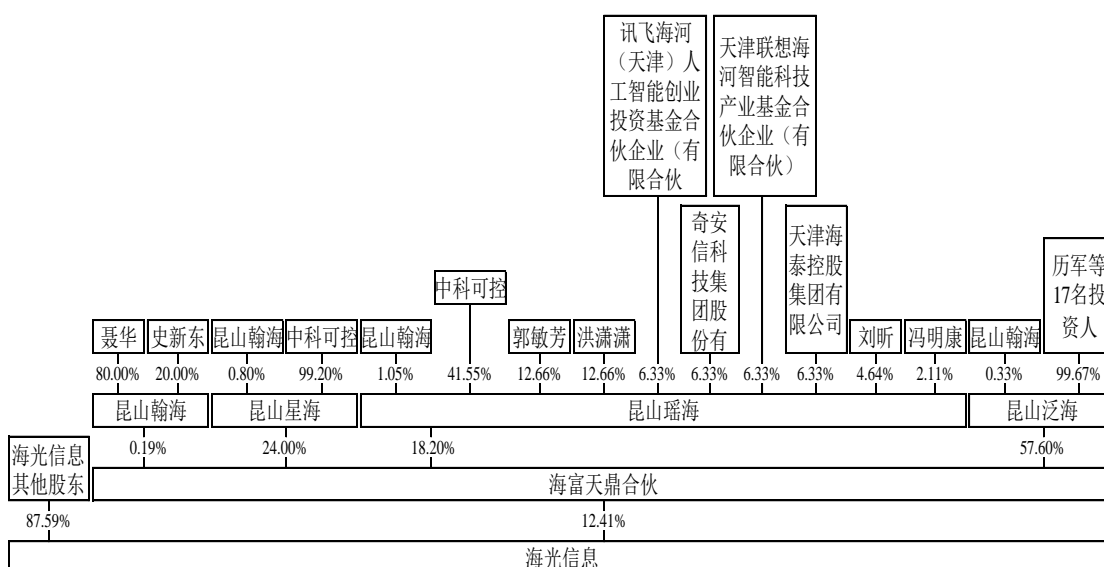 讯飞海河
（天津）人
工智能创业
投资基金合
伙企业（有
限合伙
天津联想海
河智能科技
产业基金合
伙企业（有
限合伙）
奇安
信科
技集
团股
份有
天津海
泰控股
集团有
限公司
历军等
17名投
资人
中科可控
聂华
史新东
昆山翰海
中科可控
昆山翰海
郭敏芳
洪潇潇
刘昕
冯明康
昆山翰海
80.00%
20.00%
0.80%
99.20%
1.05%
41.55%
12.66%
12.66%
6.33%
6.33%
6.33%
6.33%
4.64%
2.11%
0.33%
99.67%
昆山翰海
昆山星海
昆山瑶海
昆山泛海
0.19%
24.00%
18.20%
57.60%
海光信息
其他股东
海富天鼎合伙
87.59%
12.41%
海光信息